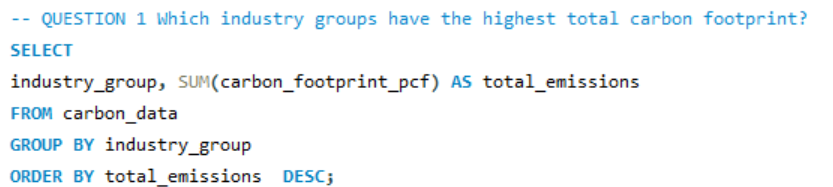 -- QUESTION 1 Which industry groups have the highest total carbon footprint?
SELECT
industry_group, SUM(carbon_footprint_pcf) AS total_emissions
FROM carbon_data
GROUP BY industry_group
ORDER BY total_emissions  DESC;